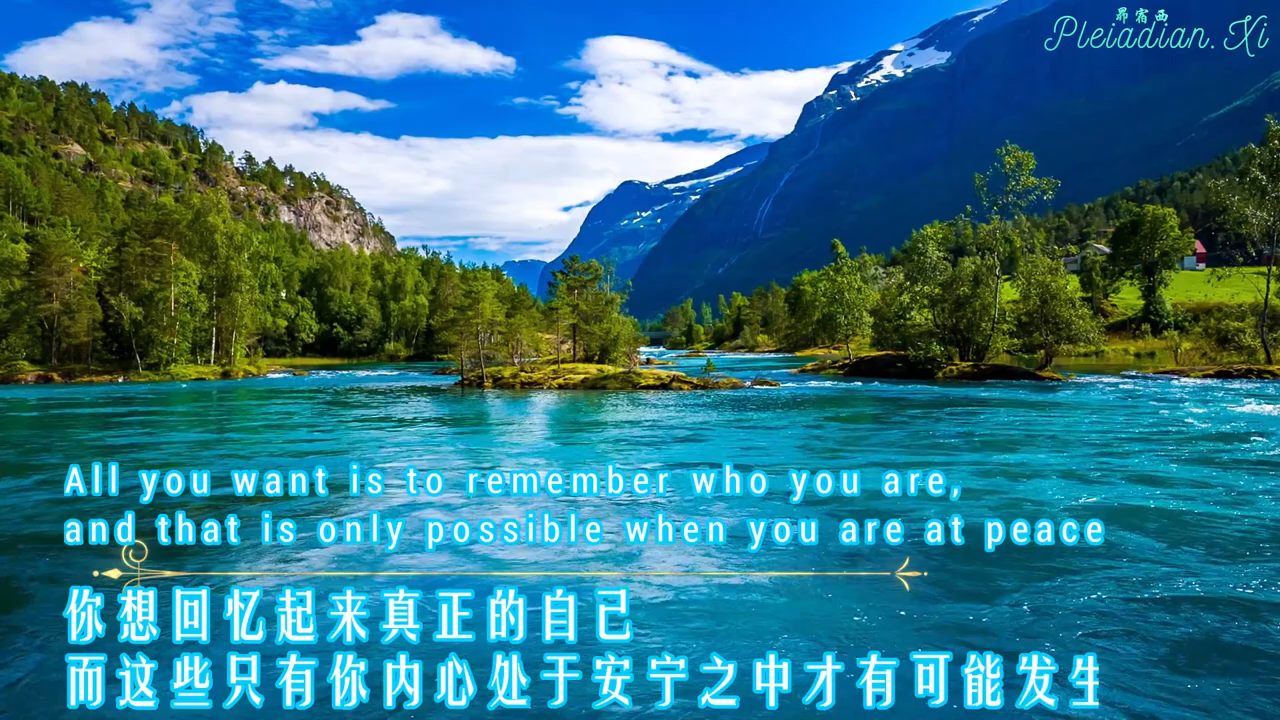 昴宿西
Pleiadian.Xi
All you want is to remember who you are,
and that is only possible when you are at peace
你想回忆起来真正的自己
而这些只有你内心处于安宁之中才有可能发生